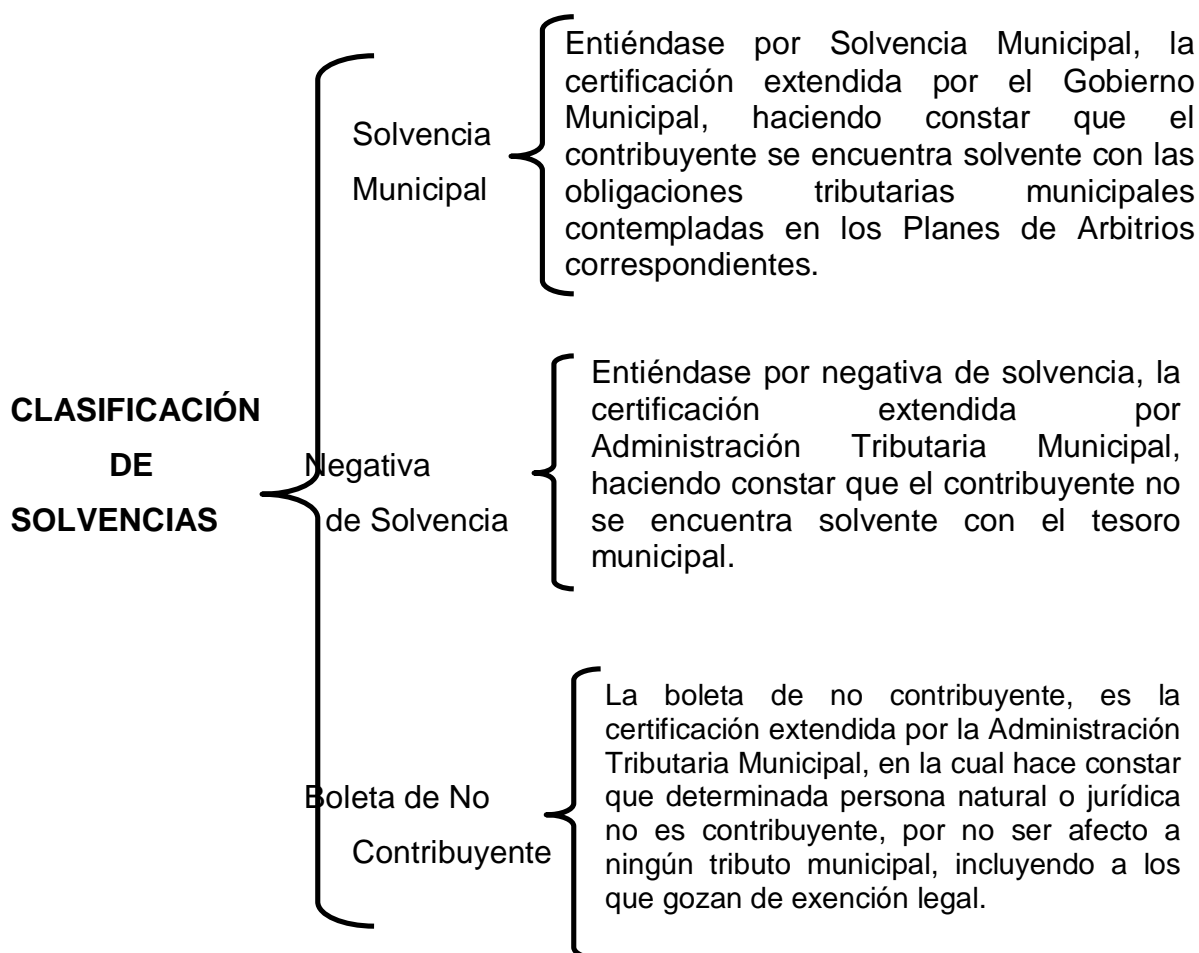 CLASIFICACIÓN
DE
SOLVENCIAS
Solvencia
Municipal
Entiéndase por Solvencia Municipal, la
certificación extendida por el Gobierno
Municipal, haciendo constar que el
contribuyente se encuentra solvente con las
obligaciones tributarias municipales
contempladas en los Planes de Arbitrios
correspondientes.
Negativa
de Solvencia
Entiéndase por negativa de solvencia, la
certificación extendida por
Administración Tributaria Municipal,
haciendo constar que el contribuyente no
se encuentra solvente con el tesoro
municipal.
Boleta de No
Contribuyente
La boleta de no contribuyente, es la
certificación extendida por la Administración
Tributaria Municipal, en la cual hace constar
que determinada persona natural o jurídica
no es contribuyente, por no ser afecto a
ningún tributo municipal, incluyendo a los
que gozan de exención legal.